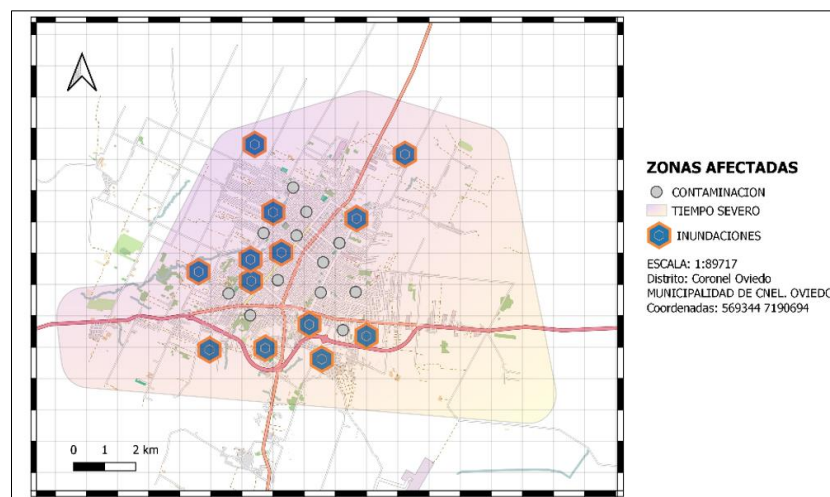 ZONAS AFECTADAS
CONTAMINACION
TIEMPO SEVERO
INUNDACIONES
ESCALA: 1:89717
Distrito: Coronel Oviedo
MUNICIPALIDAD DE CNEL. OVIEDO
Coordenadas: 569344 7190694
0 1 2 km